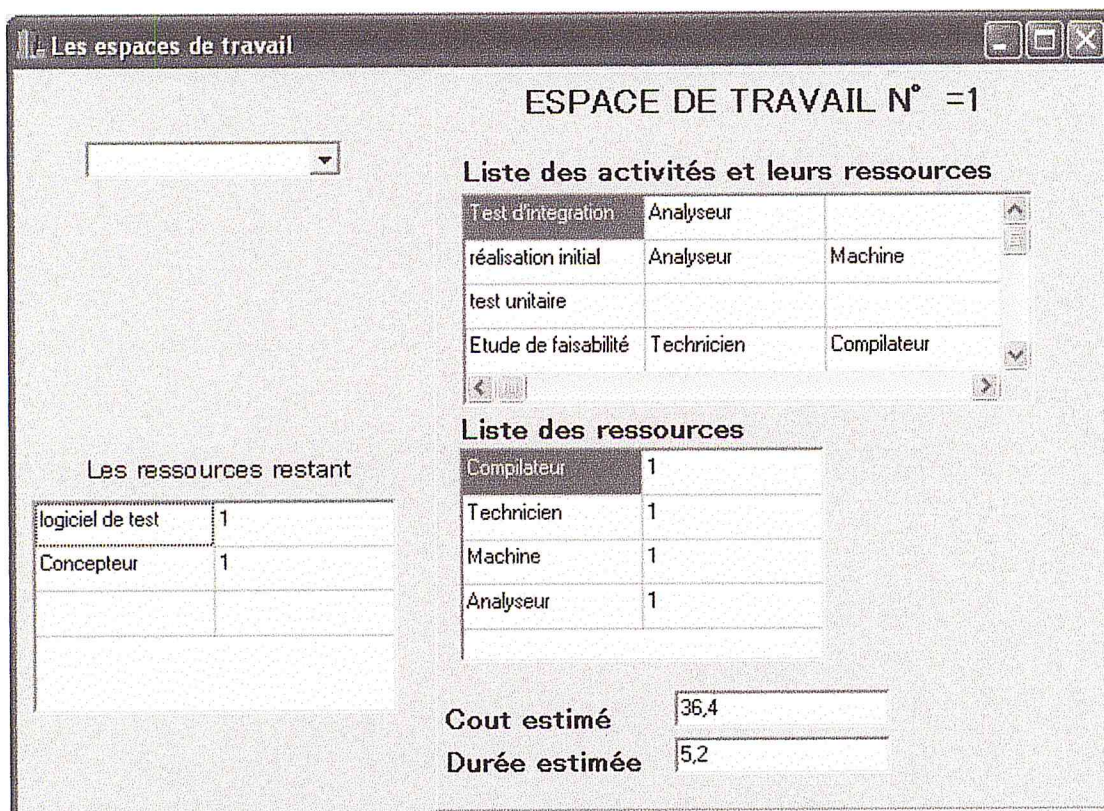 Les espaces de travail
ESPACE DE TRAVAIL N° =1
Liste des activités et leurs ressources
Test d'integration Analyseur
réalisation initial Analyseur Machine
test unitaire
Etude de faisabilité Technicien Compilateur
Liste des ressources
Compilateur 1
Technicien 1
Machine 1
Analyseur 1
Les ressources restant
logiciel de test 1
Concepteur 1
Cout estimé 36,4
Durée estimée 5,2